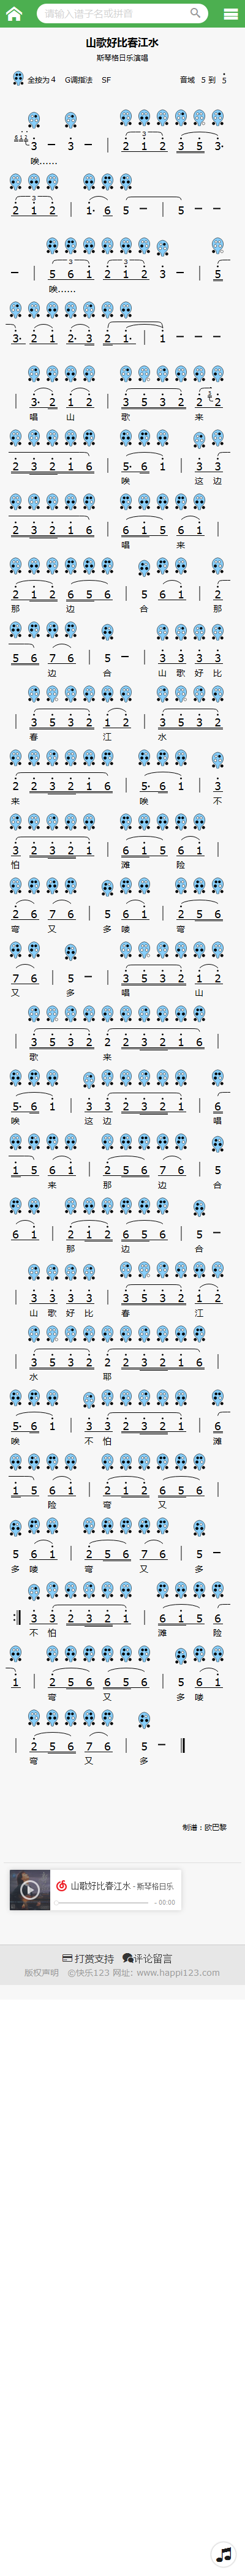 请输入谱子名或拼音
山歌好比春江水
斯琴格日乐演唱
全按为4 G调指法 SF 音域 5 到 5
6 1 2 3 － 3 － | 2 1 2 3 5 3·
唉……
2 1 2 | 1· 6 5 － | 5 － －
－ | 5 6 1 2 1 2 3 － | 5
唉……
3· 2 1 2· 3 2 1· | 1 － － －
| 3· 2 1 2 3 5 3 2 2 2
唱 山 歌 来
2 3 2 1 6 | 5· 6 1 | 3 3
唉 这 边
2 3 2 1 6 | 6 1 5 6 1 |
唱 来
2 1 2 6 5 6 | 5 6 1 | 2
那 边 合 那
5 6 7 6 | 5 － | 3 3 3 3
边 合 山 歌 好 比
| 3 5 3 2 1 2 | 3 5 3 2
春 江 水
2 2 3 2 1 6 | 5· 6 1 | 3
来 唉 不
3 2 3 2 1 | 6 1 5 6 1 |
怕 滩 险
2 6 7 6 | 5 6 1 | 2 5 6
弯 又 多 喽 弯
7 6 | 5 － | 3 5 3 2 1 2
又 多 唱 山
| 3 5 3 2 2 2 3 2 1 6 |
歌 来
5· 6 1 | 3 3 2 3 2 1 | 6
唉 这 边 唱
1 5 6 1 | 2 5 6 7 6 | 5
来 那 边 合
6 1 | 2 1 2 6 5 6 | 5 －
那 边 合
| 3 3 3 3 | 3 5 3 2 1 2
山 歌 好 比 春 江
| 3 5 3 2 2 2 3 2 1 6 |
水 耶
5· 6 1 | 3 3 2 3 2 1 | 6
唉 不 怕 滩
1 5 6 1 | 2 1 2 6 5 6 |
险 弯 又
5 6 1 | 2 5 6 7 6 | 5 －
多 喽 弯 又 多
:‖ 3 3 2 3 2 1 | 6 1 5 6
不 怕 滩 险
1 | 2 5 6 6 5 6 | 5 6 1
弯 又 多 喽
| 2 5 6 7 6 | 5 － ‖
弯 又 多
制谱：欧巴黎
山歌好比春江水 - 斯琴格日乐
- 00:00
打赏支持 评论留言
版权声明 ©快乐123 网址: www.happi123.com